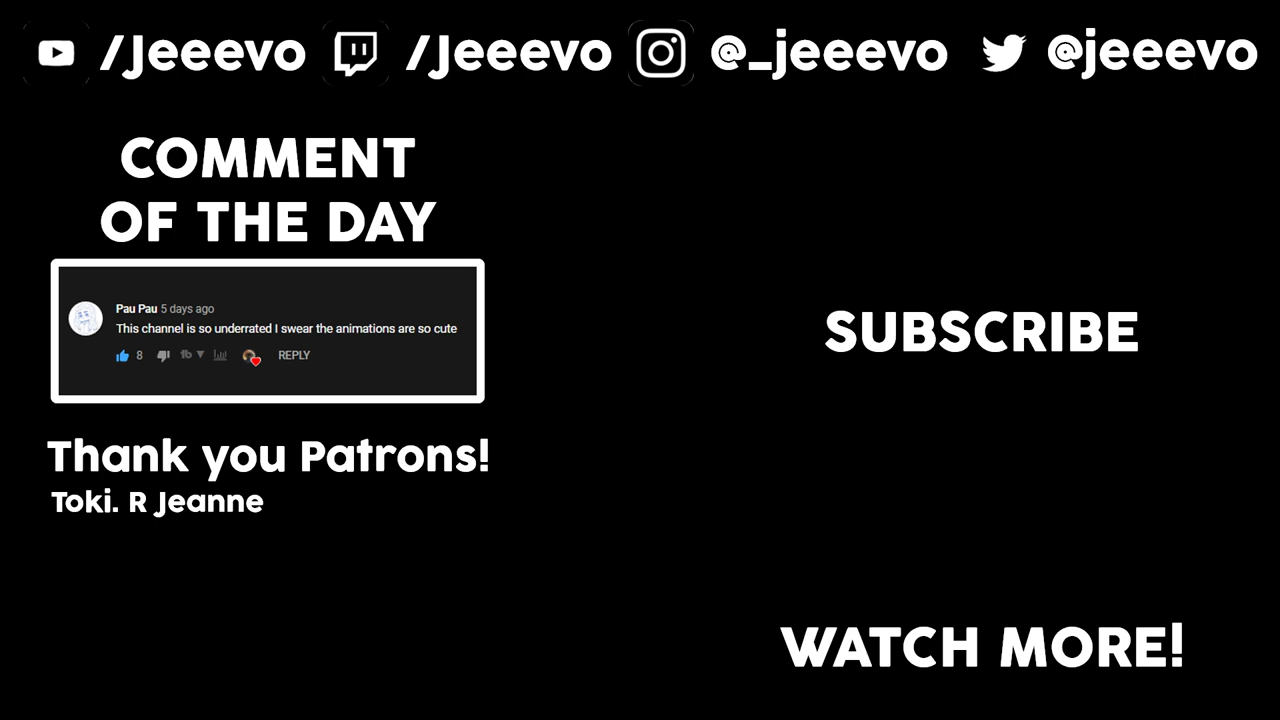 /Jeeevo /Jeeevo @_jeeevo @jeeevo
COMMENT
OF THE DAY
Pau Pau 5 days ago
This channel is so underrated I swear the animations are so cute
8 REPLY
SUBSCRIBE
Thank you Patrons!
Toki. R Jeanne
WATCH MORE!